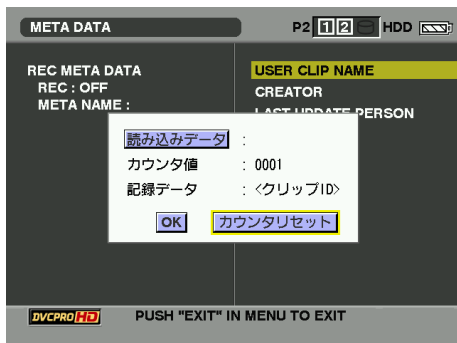 META DATA
P2 1 2 HDD
REC META DATA
REC : OFF
META NAME :
USER CLIP NAME
CREATOR
LAST UPDATE PERSON
読み込みデータ :
カウンタ値 : 0001
記録データ : <クリップID>
OK カウンタリセット
DVCPRO HD PUSH "EXIT" IN MENU TO EXIT